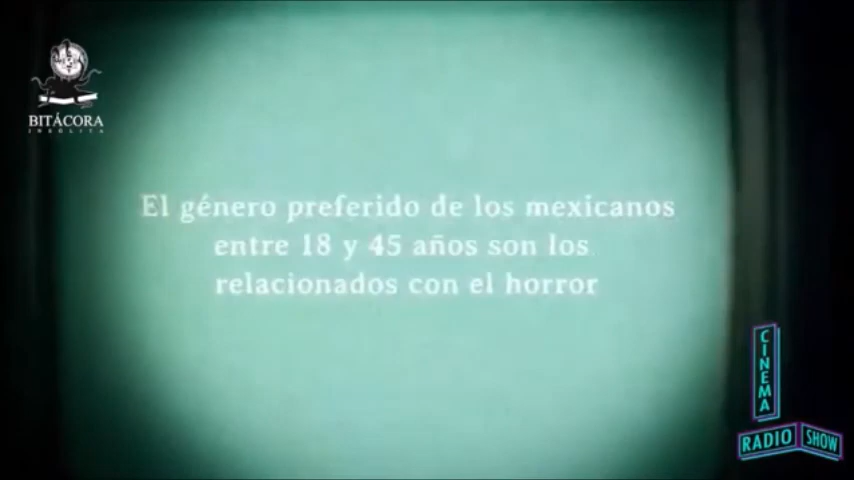 BITÁCORA
INSÓLITA
El género preferido de los mexicanos
entre 18 y 45 años son los
relacionados con el horror
CINEMA
RADIO SHOW